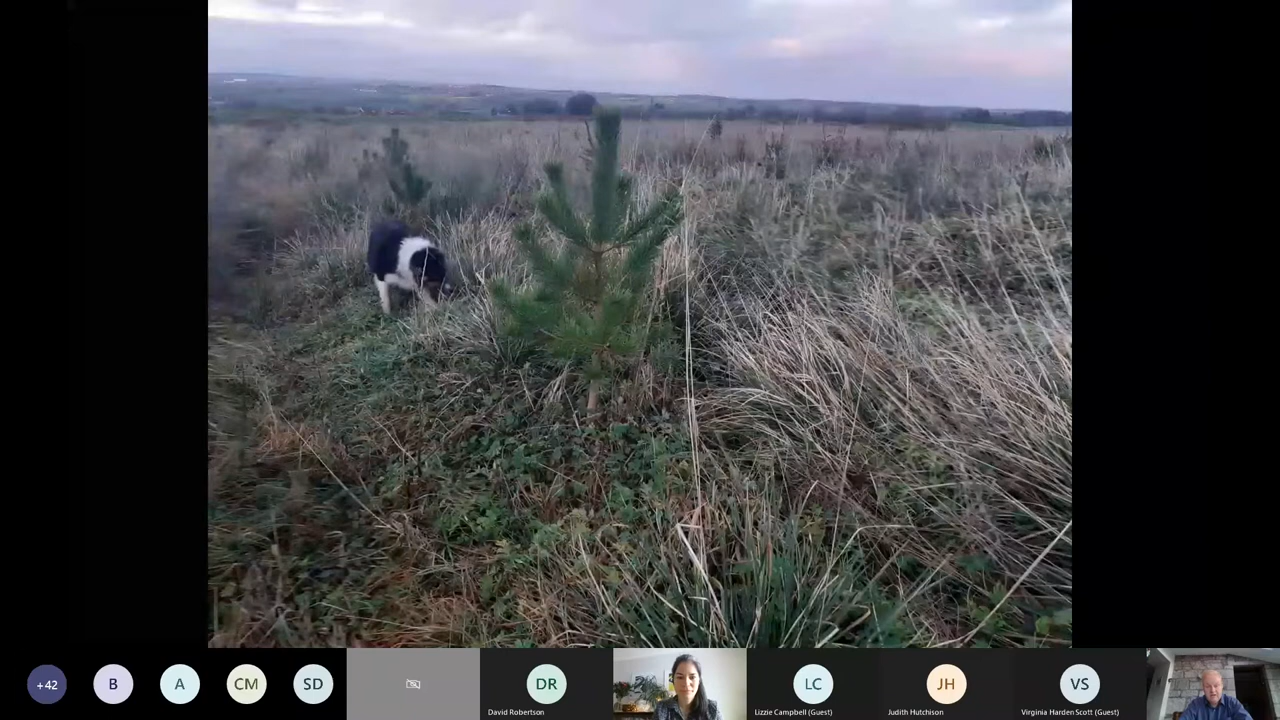 +42
B
A
CM
SD
DR
David Robertson
LC
Lizzie Campbell (Guest)
JH
Judith Hutchison
VS
Virginia Harden Scott (Guest)